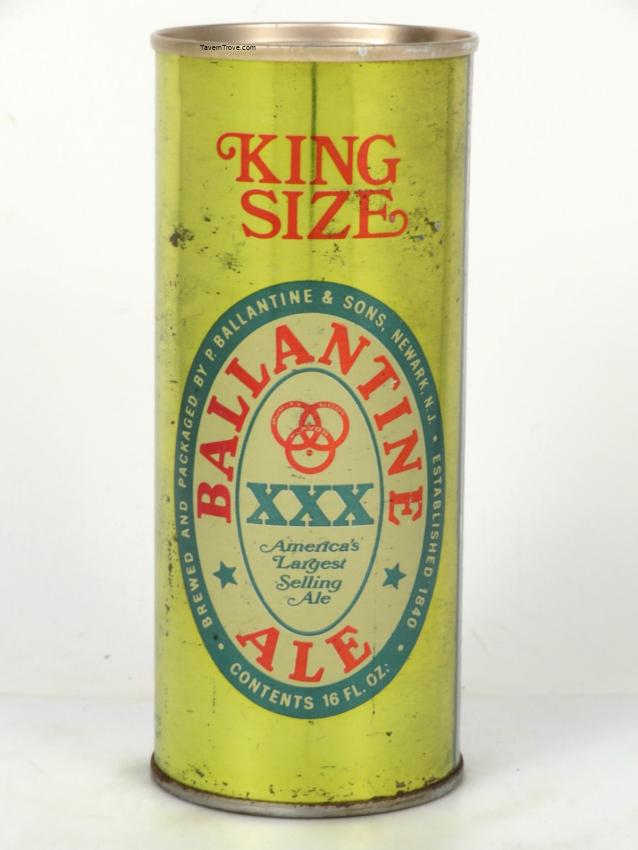 TavernTrove.com
KING
SIZE
BREWED AND PACKAGED BY P. BALLANTINE & SONS, NEWARK, N.J. • ESTABLISHED 1840 •
BALLANTINE
XXX
America's
Largest
Selling
Ale
ALE
• CONTENTS 16 FL. OZ.